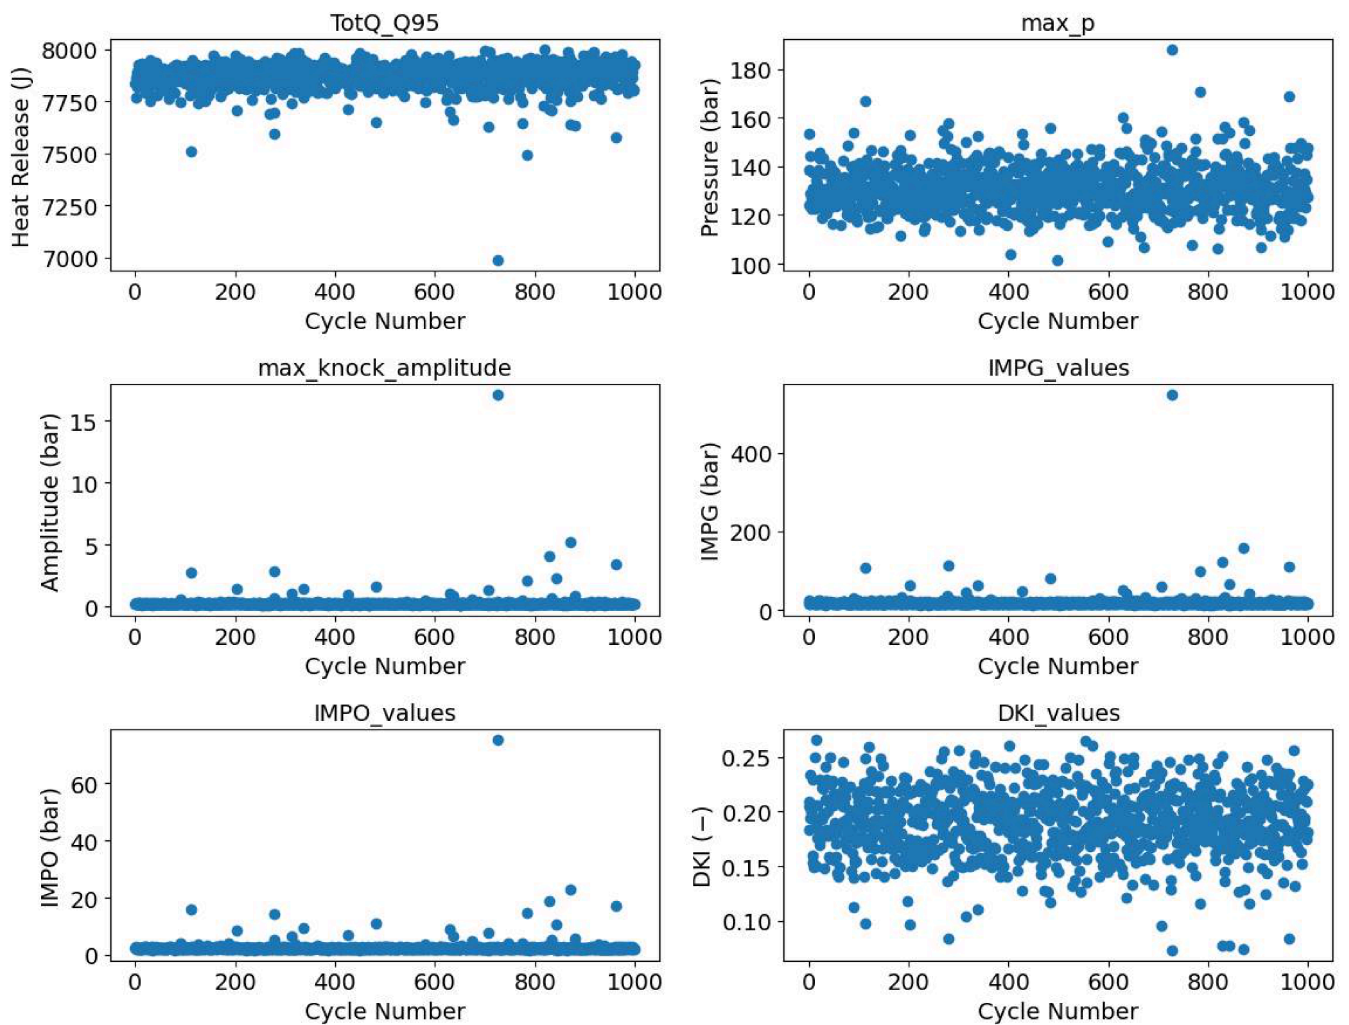 TotQ_Q95
Heat Release (J)
8000
7750
7500
7250
7000
0 200 400 600 800 1000
Cycle Number
max_p
Pressure (bar)
180
160
140
120
100
0 200 400 600 800 1000
Cycle Number
max_knock_amplitude
Amplitude (bar)
15
10
5
0
0 200 400 600 800 1000
Cycle Number
IMPG_values
IMPG (bar)
400
200
0
0 200 400 600 800 1000
Cycle Number
IMPO_values
IMPO (bar)
60
40
20
0
0 200 400 600 800 1000
Cycle Number
DKI_values
DKI (−)
0.25
0.20
0.15
0.10
0 200 400 600 800 1000
Cycle Number